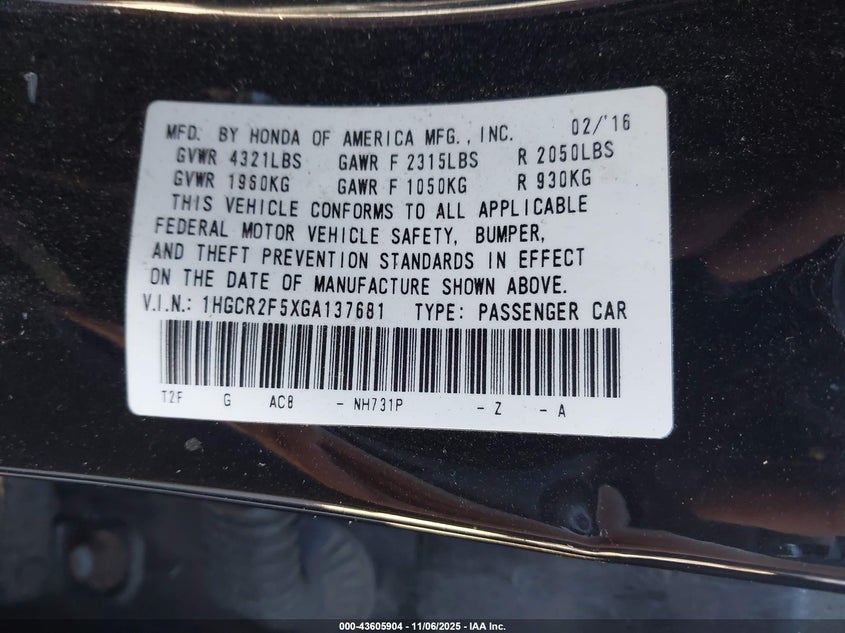 MFD. BY HONDA OF AMERICA MFG., INC. 02/'16
GVWR 4321LBS GAWR F 2315LBS R 2050LBS
GVWR 1960KG GAWR F 1050KG R 930KG
THIS VEHICLE CONFORMS TO ALL APPLICABLE
FEDERAL MOTOR VEHICLE SAFETY, BUMPER,
AND THEFT PREVENTION STANDARDS IN EFFECT
ON THE DATE OF MANUFACTURE SHOWN ABOVE.
V.I.N.: 1HGCR2F5XGA137681 TYPE: PASSENGER CAR
T2F G AC8 - NH731P - Z - A
000-43605904 - 11/06/2025 - IAA Inc.